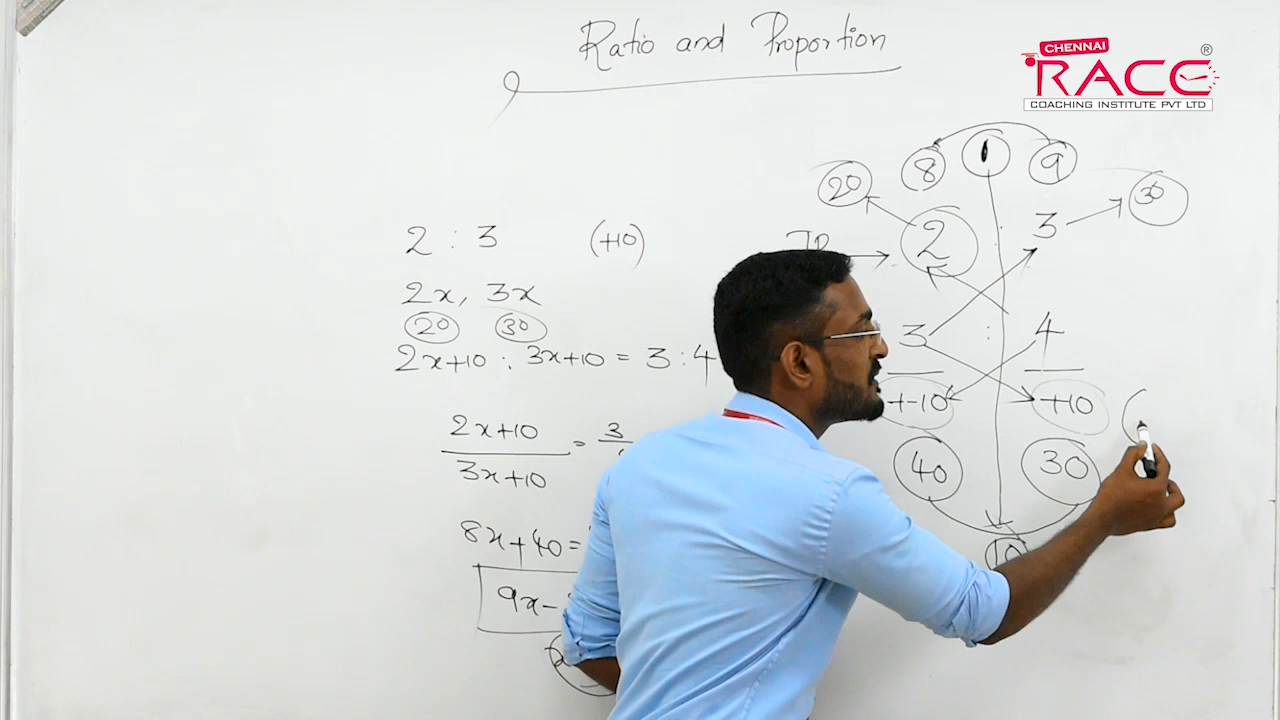 Ratio and Proportion
CHENNAI
RACE
®
COACHING INSTITUTE PVT LTD
8 1 9
20 30
2 : 3 (+10)
2 : 3
2x, 3x
20 30
3 : 4
2x+10 : 3x+10 = 3 : 4
+10 +10
2x+10 = 3
3x+10
40 30
8x+40 =
10
9x-